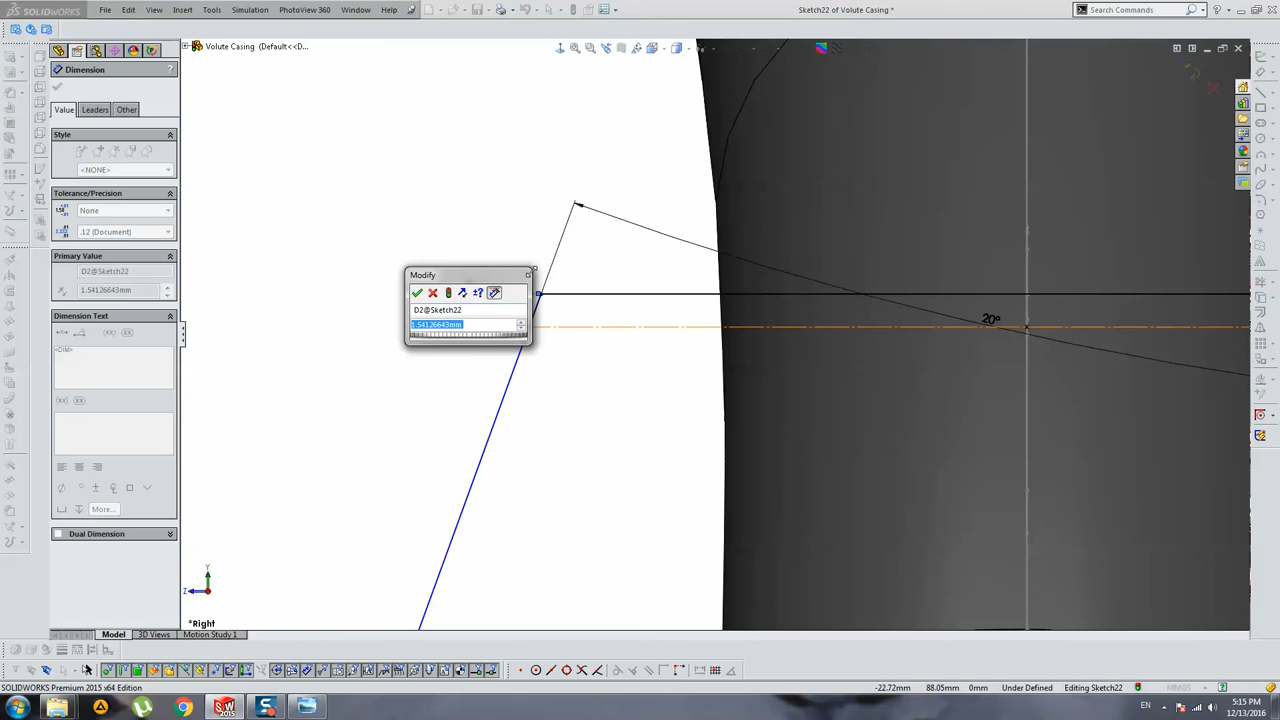 SOLIDWORKS
File Edit View Insert Tools Simulation PhotoView 360 Window Help
Sketch22 of Volute Casing *
Search Commands
Volute Casing (Default<<D...
Dimension
Value Leaders Other
Style
<NONE>
Tolerance/Precision
None
.12 (Document)
Primary Value
D2@Sketch22
1.54126643mm
Dimension Text
<DIM>
More...
Dual Dimension
Modify
D2@Sketch22
1.54126643mm
20°
Y
Z
*Right
Model 3D Views Motion Study 1
SOLIDWORKS Premium 2015 x64 Edition
-22.72mm 88.05mm 0mm Under Defined Editing Sketch22 MMGS
EN 5:15 PM
12/13/2016